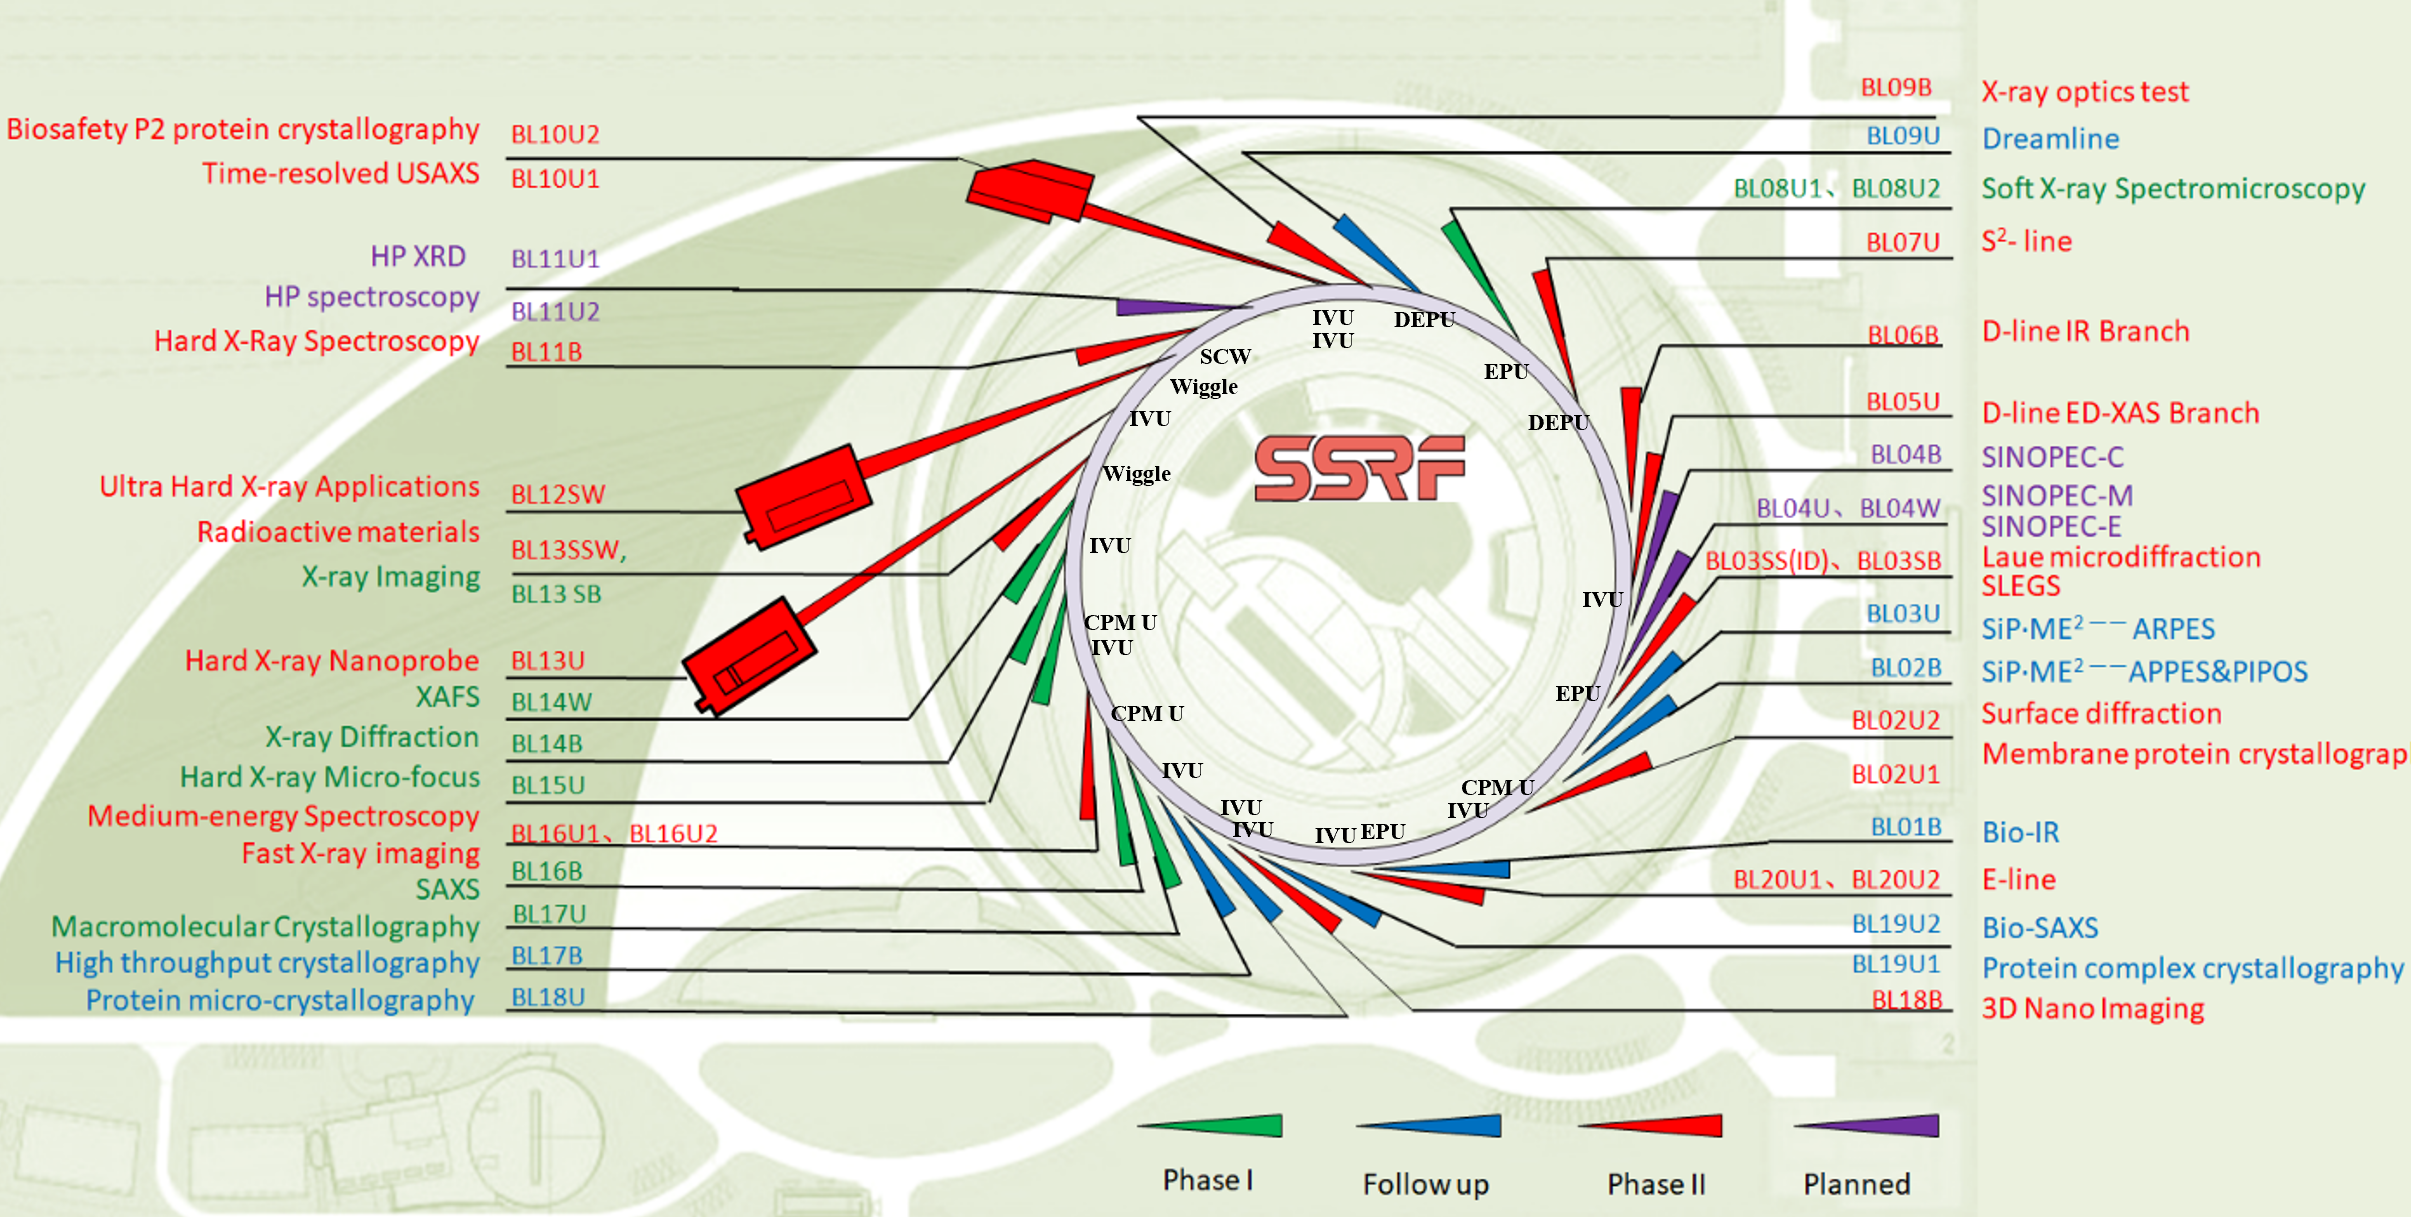 Biosafety P2 protein crystallography BL10U2
Time-resolved USAXS BL10U1
HP XRD BL11U1
HP spectroscopy BL11U2
Hard X-Ray Spectroscopy BL11B
Ultra Hard X-ray Applications BL12SW
Radioactive materials BL13SSW,
X-ray Imaging BL13 SB
Hard X-ray Nanoprobe BL13U
XAFS BL14W
X-ray Diffraction BL14B
Hard X-ray Micro-focus BL15U
Medium-energy Spectroscopy BL16U1、BL16U2
Fast X-ray imaging
SAXS BL16B
Macromolecular Crystallography BL17U
High throughput crystallography BL17B
Protein micro-crystallography BL18U
IVU
IVU
DEPU
SCW
Wiggle
EPU
IVU
DEPU
Wiggle
SSRF
IVU
IVU
CPM U
IVU
EPU
CPM U
IVU
CPM U
IVU
IVU
IVU
IVU EPU
BL09B X-ray optics test
BL09U Dreamline
BL08U1、BL08U2 Soft X-ray Spectromicroscopy
BL07U S²- line
BL06B D-line IR Branch
BL05U D-line ED-XAS Branch
BL04B SINOPEC-C
BL04U、BL04W SINOPEC-M
SINOPEC-E
BL03SS(ID)、BL03SB Laue microdiffraction
SLEGS
BL03U SiP·ME²——ARPES
BL02B SiP·ME²——APPES&PIPOS
BL02U2 Surface diffraction
BL02U1 Membrane protein crystallograp
BL01B Bio-IR
BL20U1、BL20U2 E-line
BL19U2 Bio-SAXS
BL19U1 Protein complex crystallography
BL18B 3D Nano Imaging
2
Phase I
Follow up
Phase II
Planned